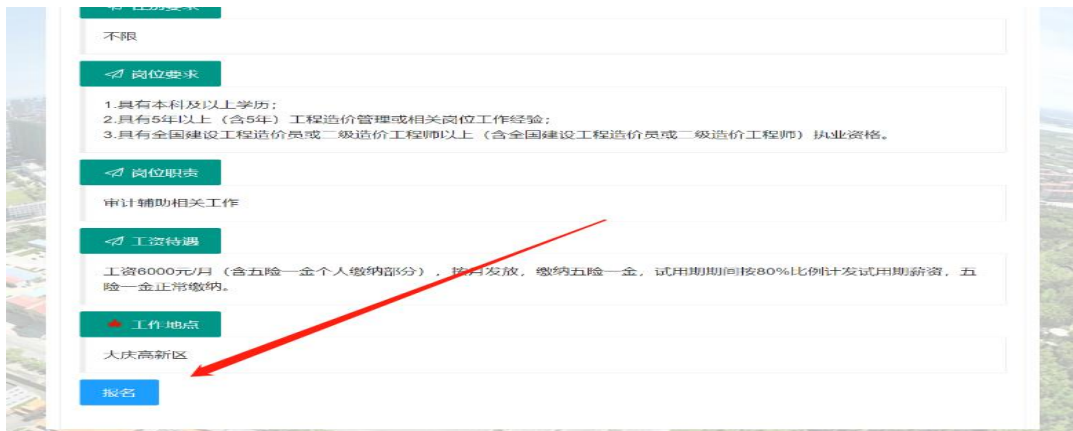 不限
岗位要求
1.具有本科及以上学历;
2.具有5年以上（含5年）工程造价管理或相关岗位工作经验;
3.具有全国建设工程造价员或二级造价工程师以上（含全国建设工程造价员或二级造价工程师）执业资格。
岗位职责
审计辅助相关工作
工资待遇
工资6000元/月（含五险一金个人缴纳部分）, 按月发放, 缴纳五险一金, 试用期期间按80%比例计发试用期薪资, 五
险一金正常缴纳。
工作地点
大庆高新区
报名